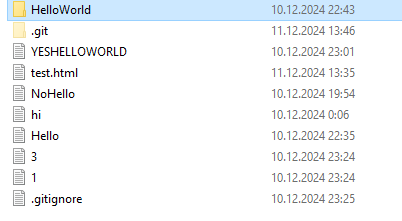 HelloWorld 10.12.2024 22:43
.git 11.12.2024 13:46
YESHELLOWORLD 10.12.2024 23:01
test.html 11.12.2024 13:35
NoHello 10.12.2024 19:54
hi 10.12.2024 0:06
Hello 10.12.2024 22:35
3 10.12.2024 23:24
1 10.12.2024 23:24
.gitignore 10.12.2024 23:25